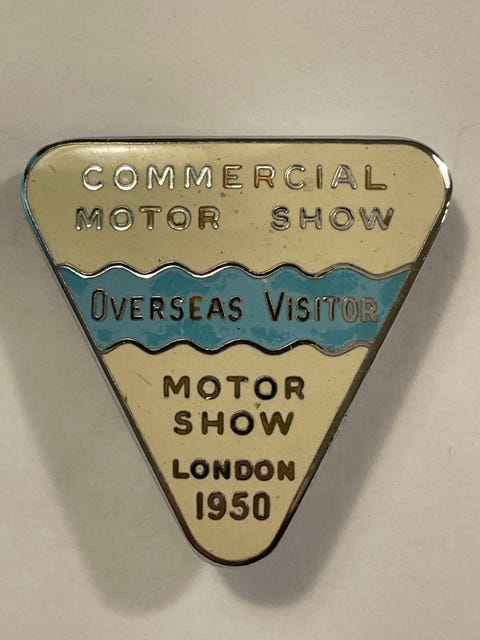 COMMERCIAL
MOTOR SHOW
OVERSEAS VISITOR
MOTOR
SHOW
LONDON
1950